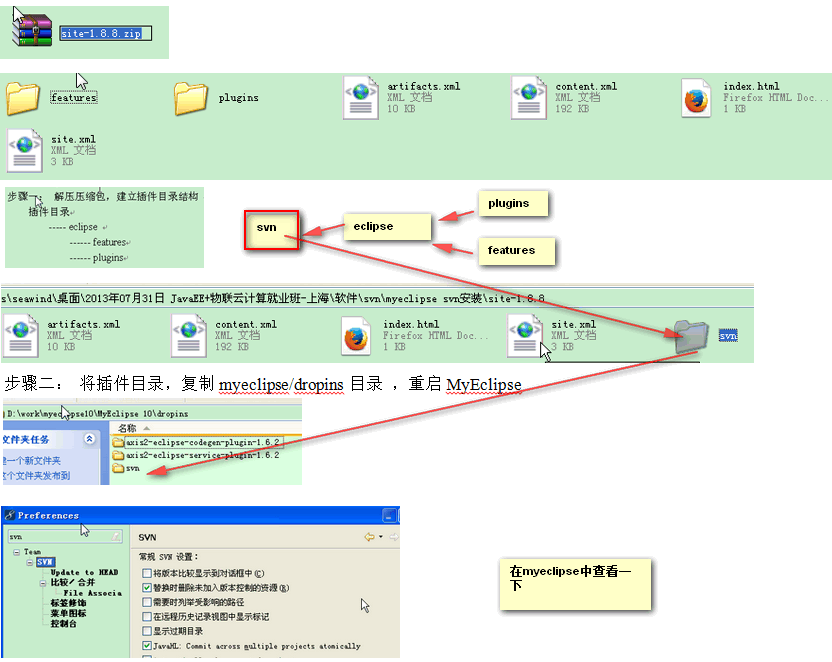 site-1.8.8.zip
features
plugins
artifacts.xml
XML 文档
10 KB
content.xml
XML 文档
192 KB
index.html
Firefox HTML Doc...
1 KB
site.xml
XML 文档
3 KB
步骤一： 解压压缩包，建立插件目录结构
插件目录
----- eclipse
------ features
------ plugins
svn
eclipse
plugins
features
s\seawind\桌面\2013年07月31日 JavaEE+物联云计算就业班-上海\软件\svn\myeclipse svn安装\site-1.8.8
artifacts.xml
XML 文档
10 KB
content.xml
XML 文档
192 KB
index.html
Firefox HTML Doc...
1 KB
site.xml
XML 文档
3 KB
svn
步骤二： 将插件目录，复制 myeclipse/dropins 目录 ，重启 MyEclipse
D:\work\myeclipse10\MyEclipse 10\dropins
文件夹任务
建一个新文件夹
这个文件夹发布到
名称
axis2-eclipse-codegen-plugin-1.6.2
axis2-eclipse-service-plugin-1.6.2
svn
Preferences
svn
Team
SVN
Update to HEAD
比较／合并
File Associa
标签修饰
菜单图标
控制台
SVN
常规 SVN 设置：
将版本比较显示到对话框中(C)
替换时删除未加入版本控制的资源(R)
需要时列举受影响的路径
在远程历史记录视图中显示标记
显示过期目录
JavaHL: Commit across multiple projects atomically
在myeclipse中查看一
下